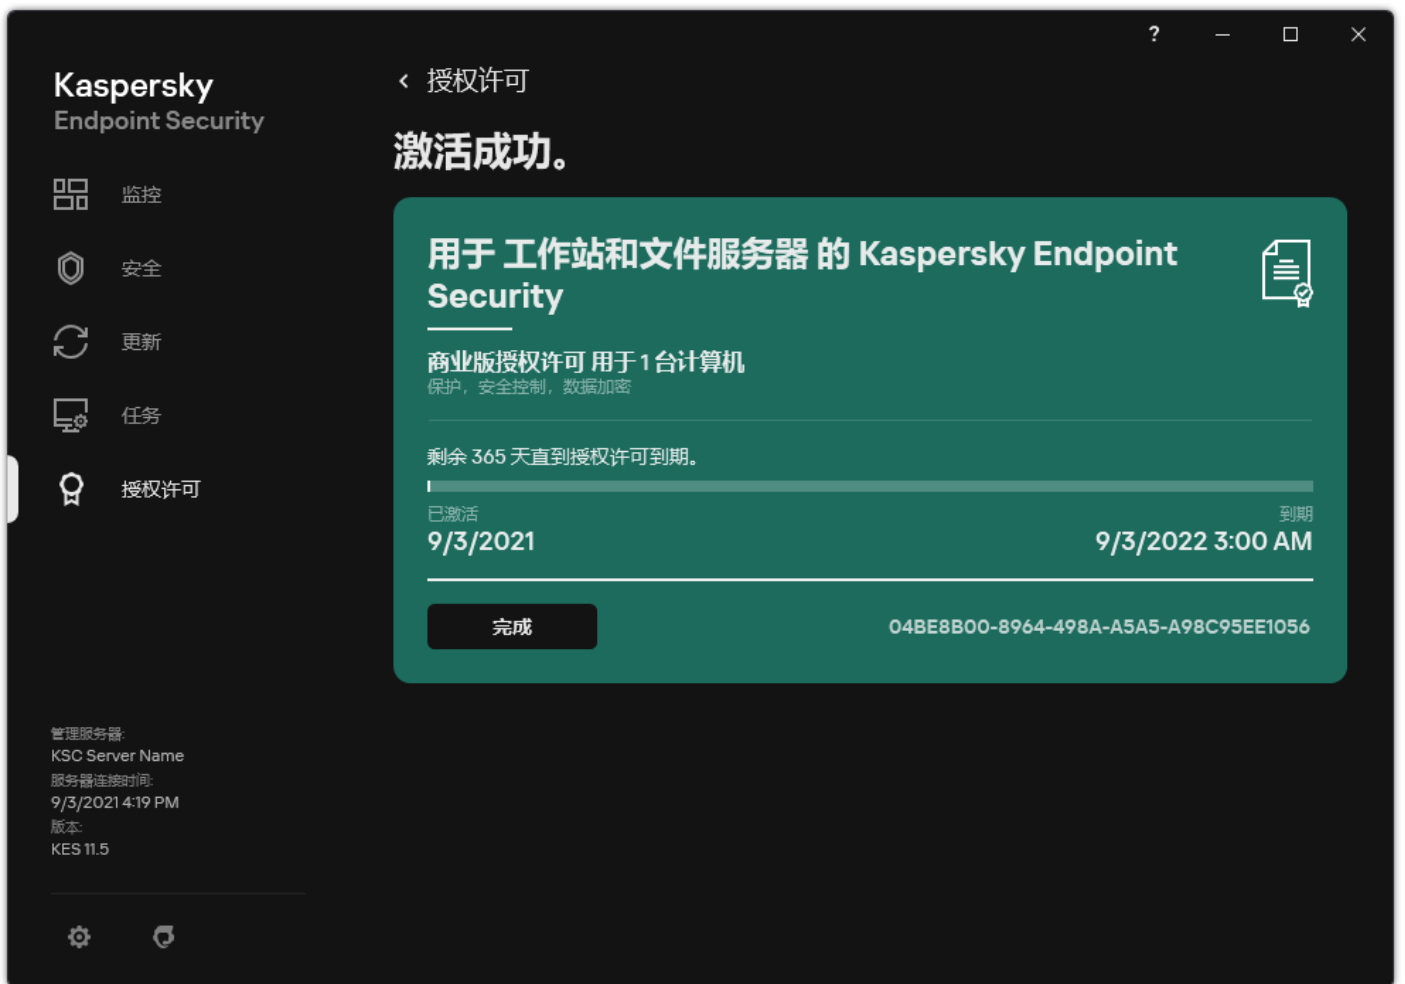 ?
Kaspersky
Endpoint Security
监控
安全
更新
任务
授权许可
管理服务器:
KSC Server Name
服务器连接时间:
9/3/2021 4:19 PM
版本:
KES 11.5
授权许可
激活成功。
用于 工作站和文件服务器 的 Kaspersky Endpoint
Security
商业版授权许可 用于 1 台计算机
保护，安全控制，数据加密
剩余 365 天直到授权许可到期。
已激活
9/3/2021
到期
9/3/2022 3:00 AM
完成
04BE8B00-8964-498A-A5A5-A98C95EE1056